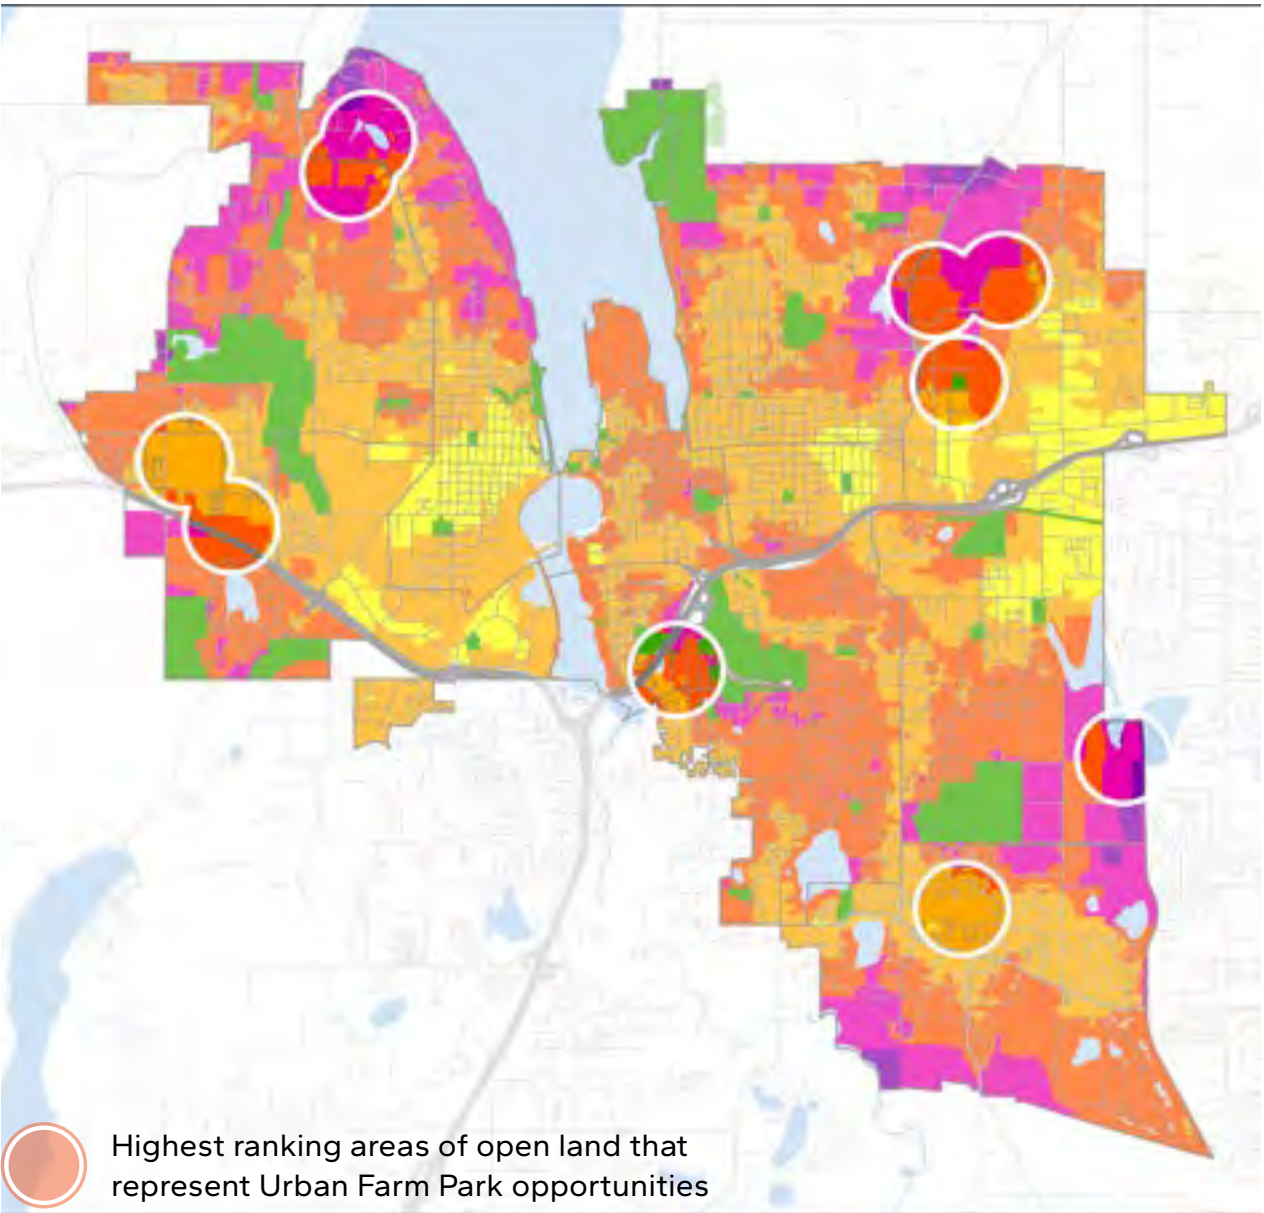 Highest ranking areas of open land that
represent Urban Farm Park opportunities